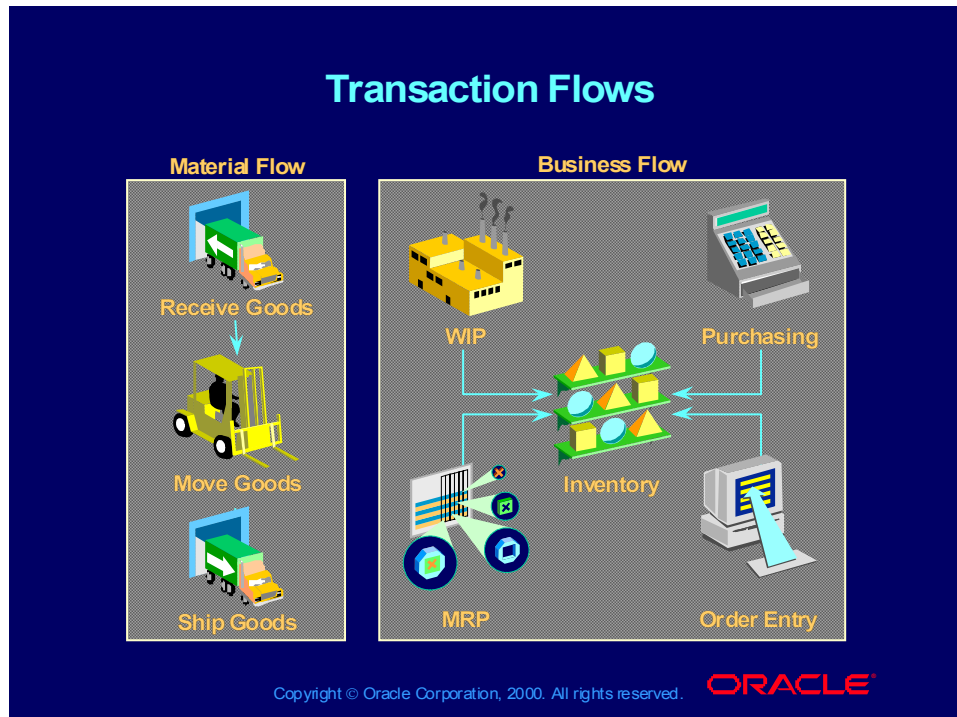 Transaction Flows
Material Flow
Receive Goods
Move Goods
Ship Goods
Business Flow
WIP
Purchasing
Inventory
MRP
Order Entry
Copyright © Oracle Corporation, 2000. All rights reserved.
ORACLE®